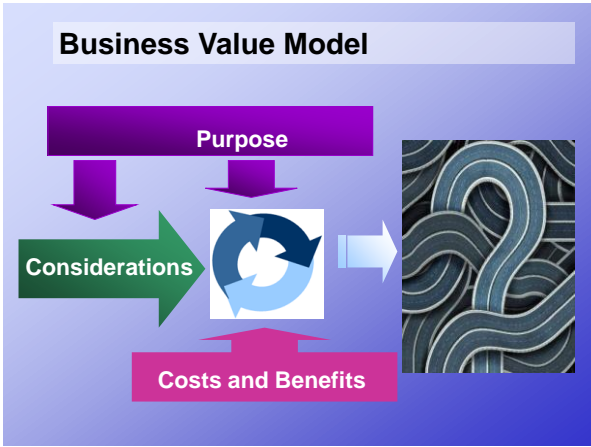 Business Value Model
Purpose
Considerations
Costs and Benefits